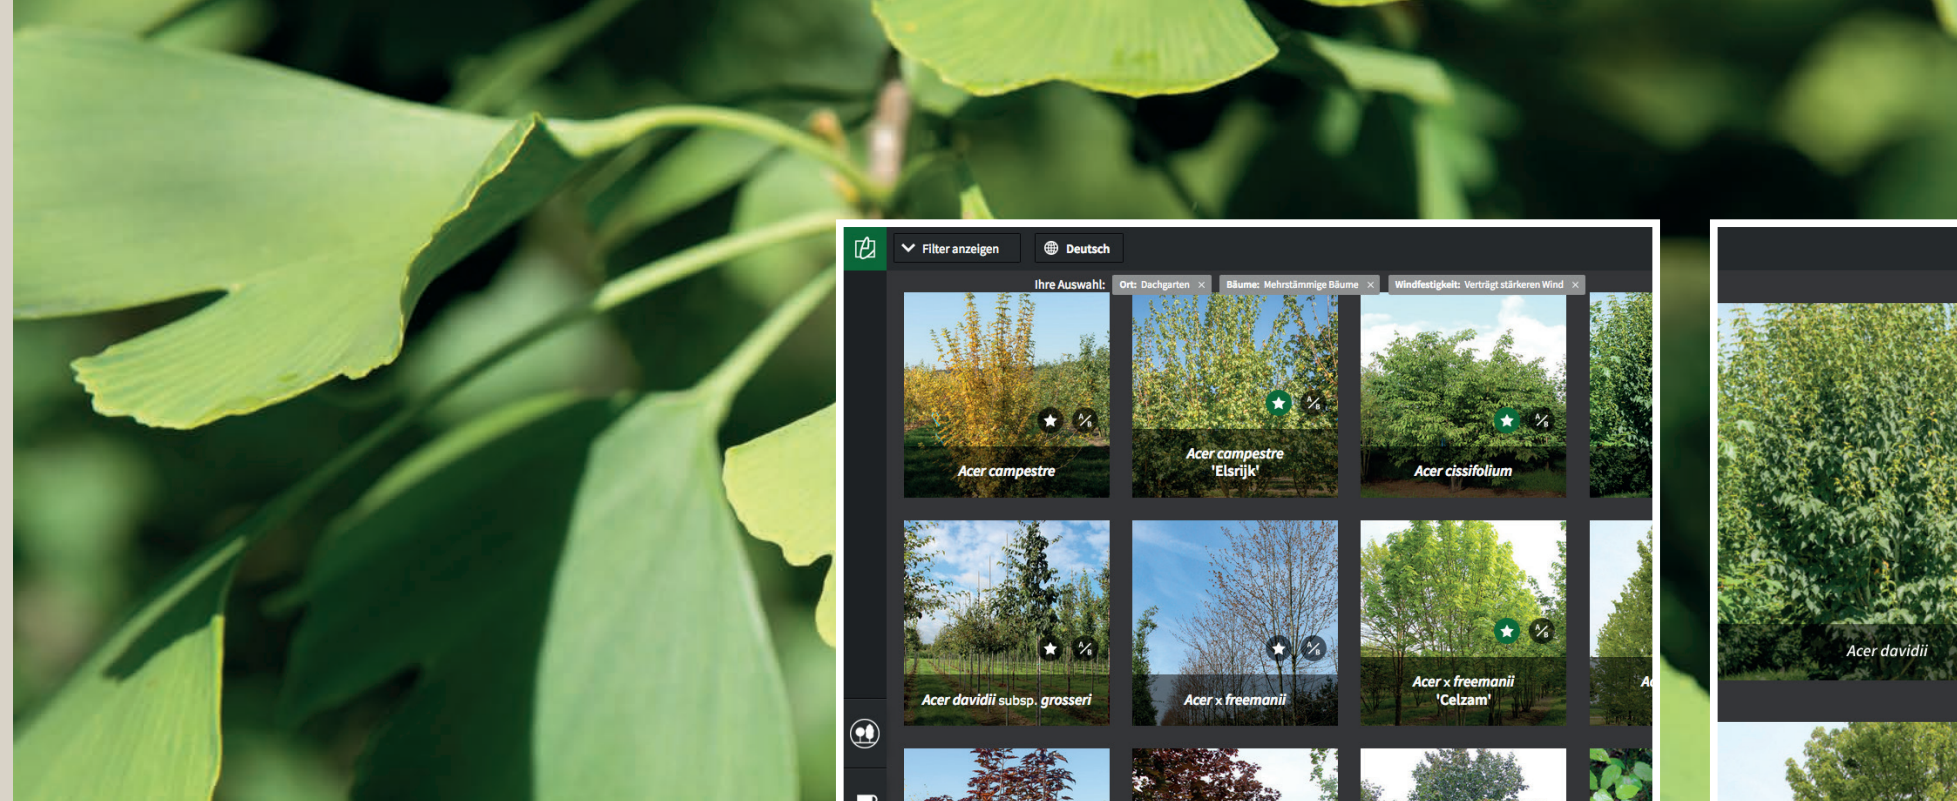 Filter anzeigen
Deutsch
Ihre Auswahl:
Ort: Dachgarten ×
Bäume: Mehrstämmige Bäume ×
Windfestigkeit: Verträgt stärkeren Wind ×
A/B
A/B
A/B
Acer campestre
Acer campestre
'Elsrijk'
Acer cissifolium
A/B
A/B
A/B
Acer davidii subsp. grosseri
Acer x freemanii
Acer x freemanii
'Celzam'
Acer davidii